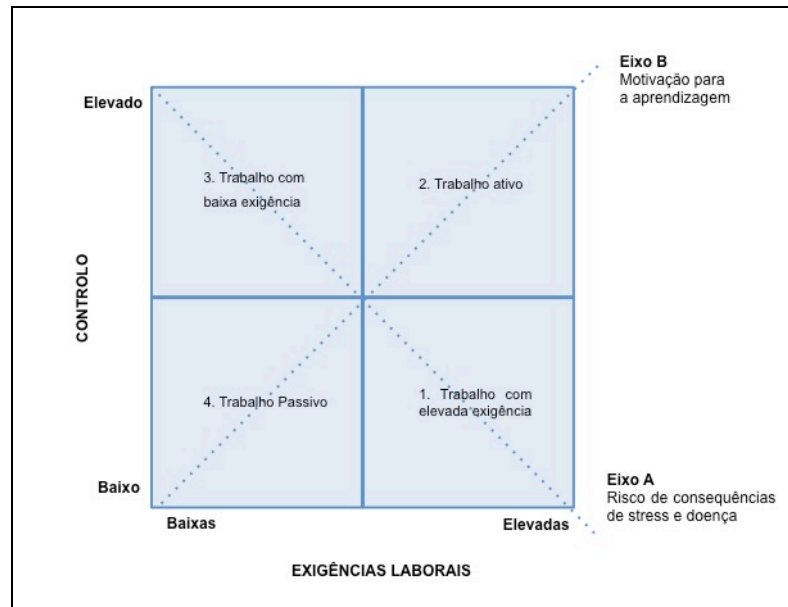 Eixo B
Motivação para
a aprendizagem
Elevado
3. Trabalho com
baixa exigência
2. Trabalho ativo
CONTROLO
4. Trabalho Passivo
1. Trabalho com
elevada exigência
Baixo
Eixo A
Risco de consequências
de stress e doença
Baixas
Elevadas
EXIGÊNCIAS LABORAIS